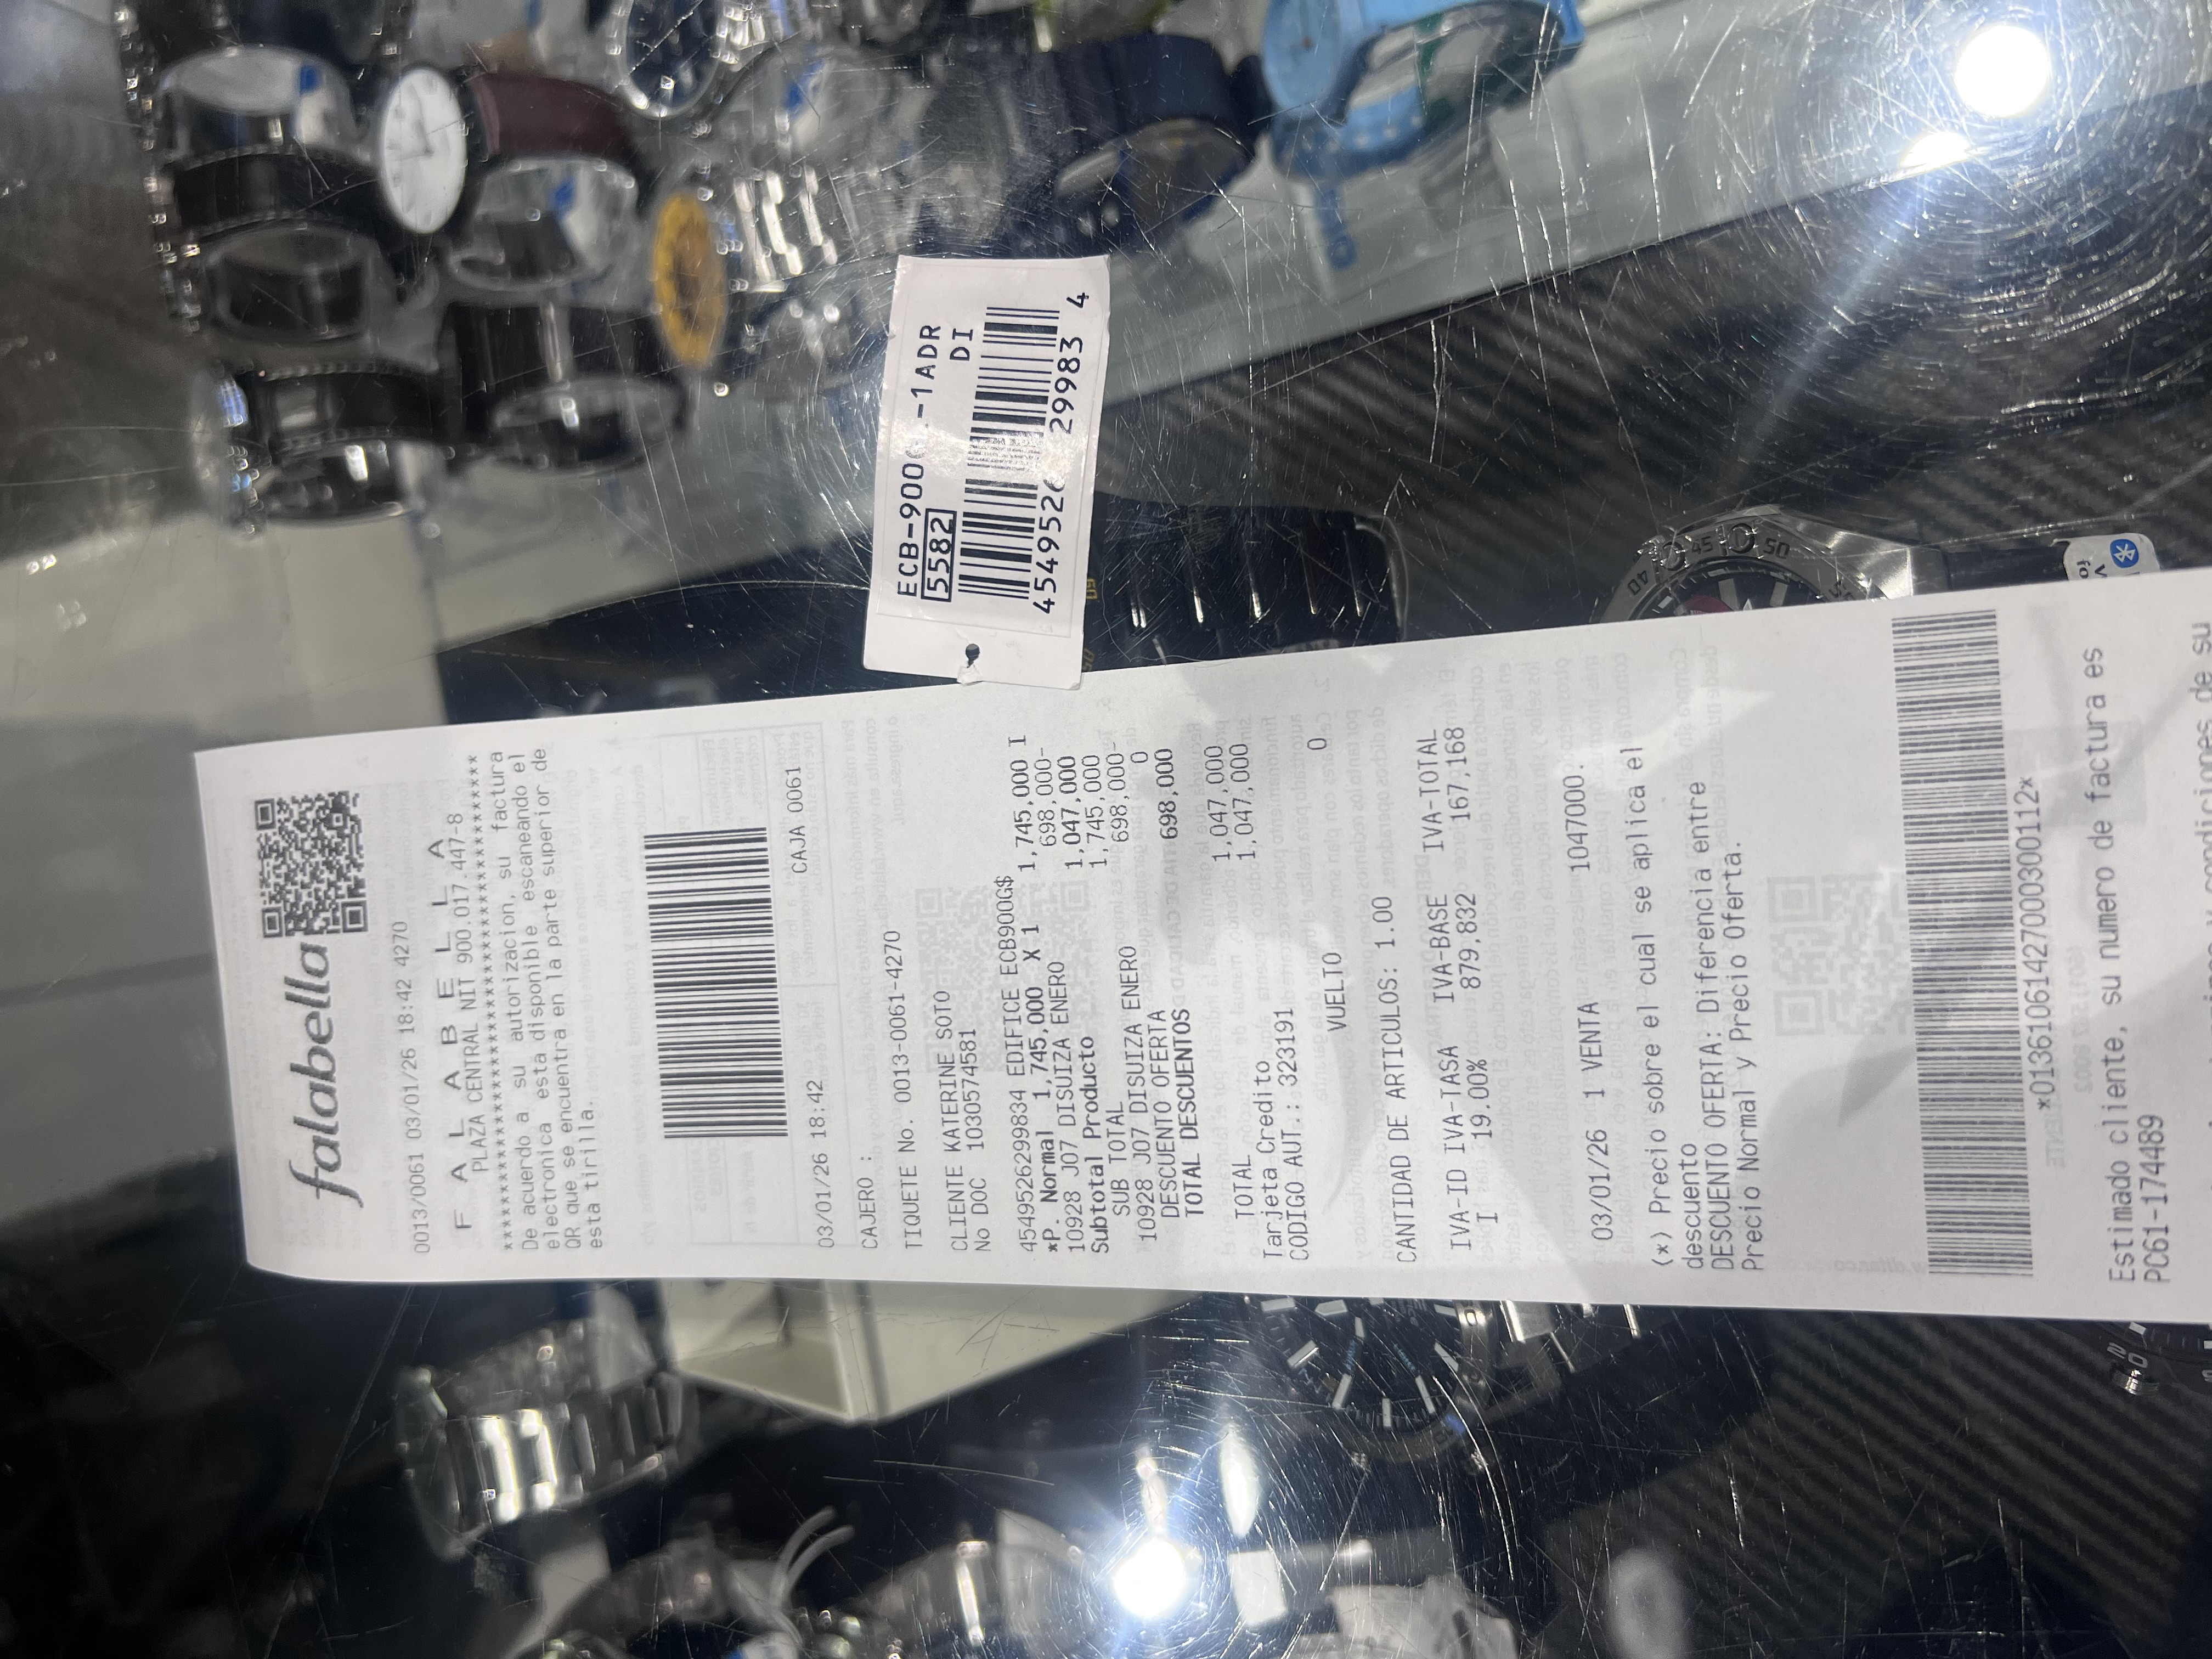 falabella
0013/0061 03/01/26 18:42 4270
F A L A B E L L A
PLAZA CENTRAL NIT 900.017.447-8
De acuerdo a su autorizacion, su factura
electronica esta disponible escaneando el
QR que se encuentra en la parte superior de
esta tirilla.
03/01/26 18:42 CAJA 0061
CAJERO :
TIQUETE No. 0013-0061-4270
CLIENTE KATERINE SOTO
No DOC 1030574581
4549526299834 EDIFICE ECB900G$ 1,745,000 I
*P. Normal 1,745,000 X 1 698,000-
10928 J07 DISUIZA ENERO 1,047,000
Subtotal Producto 1,745,000
SUB TOTAL 698,000-
10928 J07 DISUIZA ENERO 0
DESCUENTO OFERTA 698,000
TOTAL DESCUENTOS
TOTAL 1,047,000
Tarjeta Credito 1,047,000
CODIGO AUT.: 323191
VUELTO 0
CANTIDAD DE ARTICULOS: 1.00
IVA-ID IVA-TASA IVA-BASE IVA-TOTAL
I 19.00% 879,832 167,168
03/01/26 1 VENTA 1047000.
(*) Precio sobre el cual se aplica el
descuento
DESCUENTO OFERTA: Diferencia entre
Precio Normal y Precio Oferta.
Estimado cliente, su numero de factura es
PC61-174489
condiciones de su
ECB-900 -1ADR
5582 DI
454952 29983 4
40 45 50